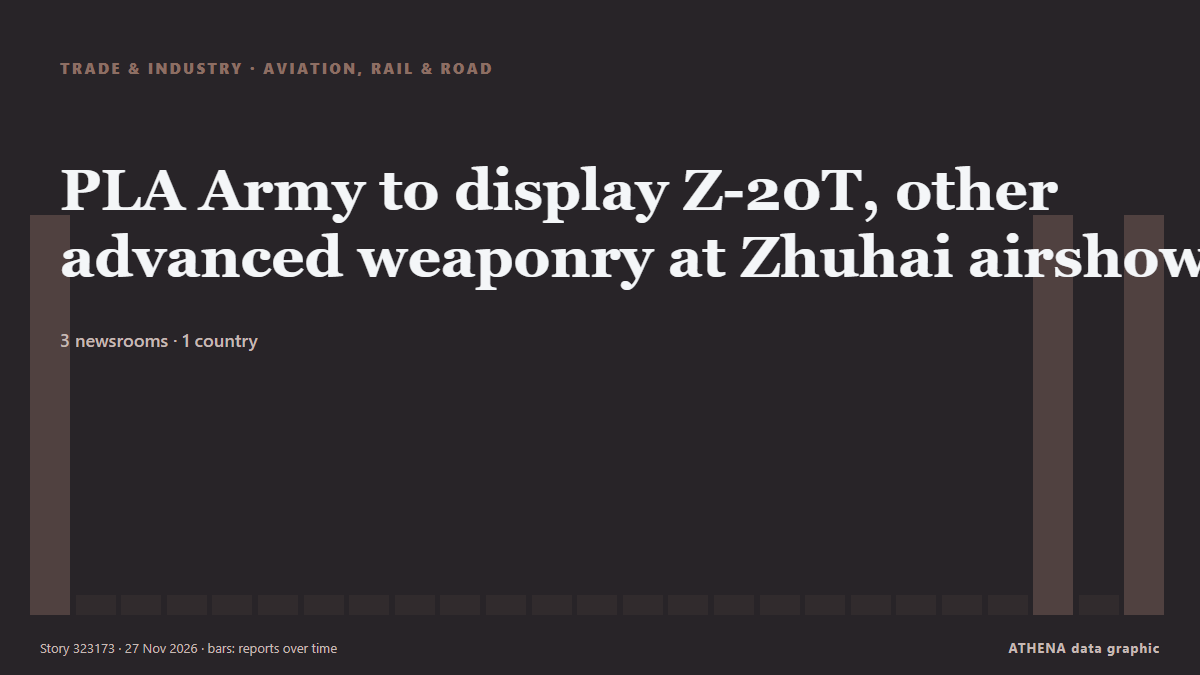 TRADE & INDUSTRY · AVIATION, RAIL & ROAD
PLA Army to display Z-20T, other
advanced weaponry at Zhuhai airshow
3 newsrooms · 1 country
Story 323173 · 27 Nov 2026 · bars: reports over time
ATHENA data graphic